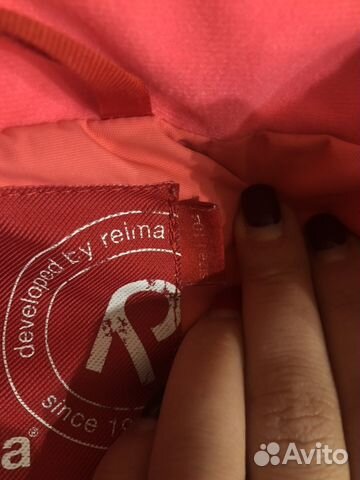 developed by reima
since 19
a®
Avito